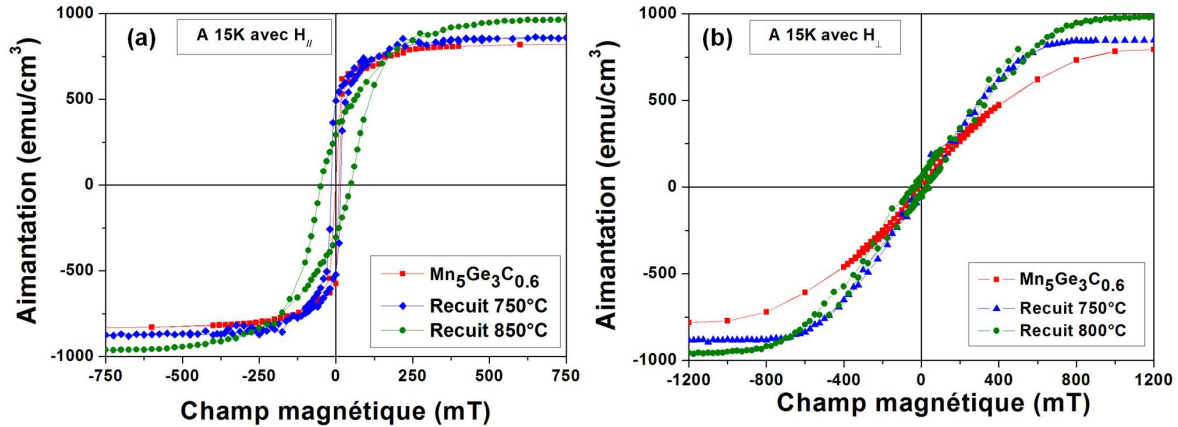 (a)
A 15K avec H//
Aimantation (emu/cm³)
1000
500
0
-500
-1000
Mn5Ge3C0.6
Recuit 750°C
Recuit 850°C
-750 -500 -250 0 250 500 750
Champ magnétique (mT)
(b)
A 15K avec H⊥
Aimantation (emu/cm³)
1000
500
0
-500
-1000
Mn5Ge3C0.6
Recuit 750°C
Recuit 800°C
-1200 -800 -400 0 400 800 1200
Champ magnétique (mT)